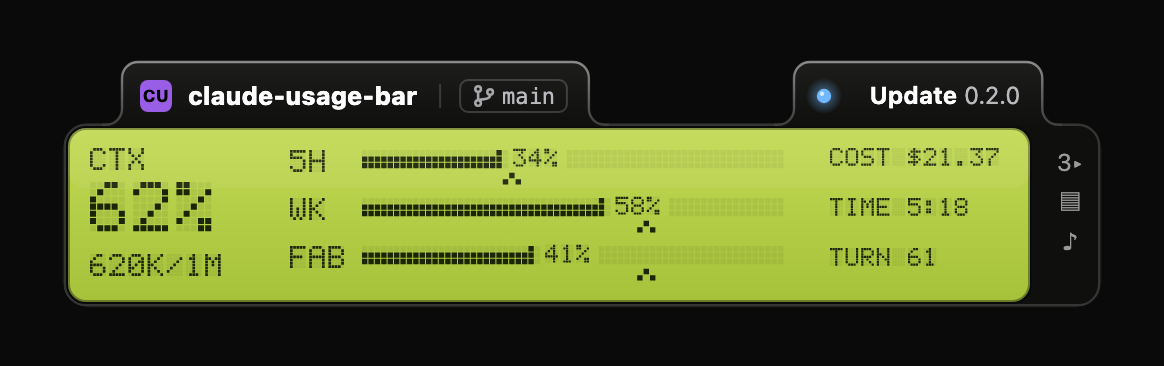 CU claude-usage-bar main
Update 0.2.0
CTX
62%
620K/1M
5H 34%
WK 58%
FAB 41%
COST $21.37
TIME 5:18
TURN 61
3▸
▤
♪